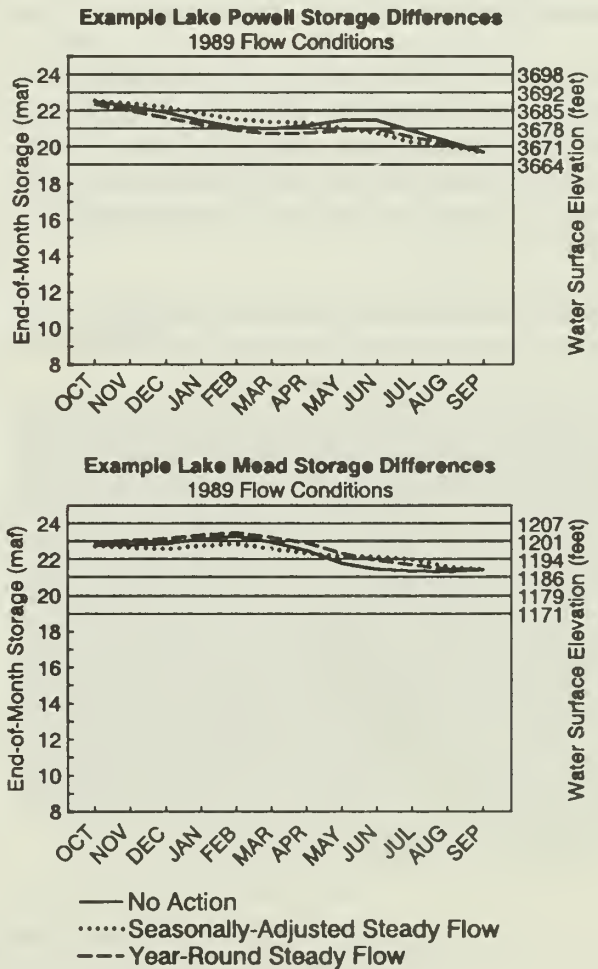 Example Lake Powell Storage Differences
1989 Flow Conditions
End-of-Month Storage (maf)
24
22
20
18
16
14
12
10
8
3698
3692
3685
3678
3671
3664
Water Surface Elevation (feet)
OCT
NOV
DEC
JAN
FEB
MAR
APR
MAY
JUN
JUL
AUG
SEP
Example Lake Mead Storage Differences
1989 Flow Conditions
End-of-Month Storage (maf)
24
22
20
18
16
14
12
10
8
1207
1201
1194
1186
1179
1171
Water Surface Elevation (feet)
OCT
NOV
DEC
JAN
FEB
MAR
APR
MAY
JUN
JUL
AUG
SEP
No Action
Seasonally-Adjusted Steady Flow
Year-Round Steady Flow